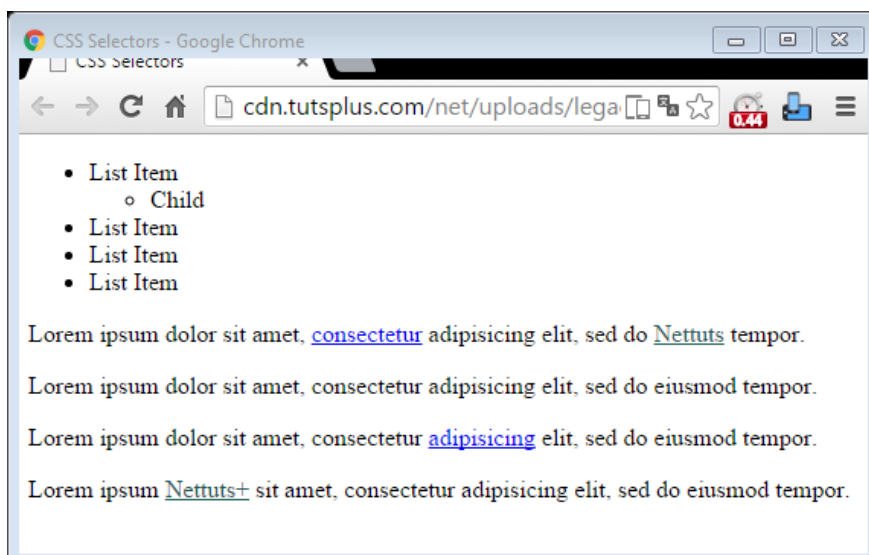 CSS Selectors - Google Chrome
CSS Selectors
cdn.tutsplus.com/net/uploads/lega
0.44
List Item
Child
List Item
List Item
List Item
Lorem ipsum dolor sit amet, consectetur adipisicing elit, sed do Nettuts tempor.
Lorem ipsum dolor sit amet, consectetur adipisicing elit, sed do eiusmod tempor.
Lorem ipsum dolor sit amet, consectetur adipisicing elit, sed do eiusmod tempor.
Lorem ipsum Nettuts+ sit amet, consectetur adipisicing elit, sed do eiusmod tempor.